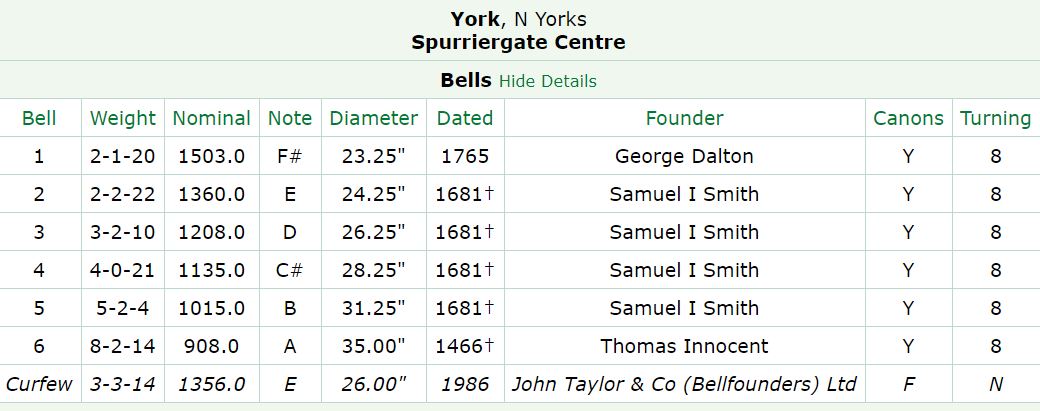 York, N Yorks
Spurriergate Centre
Bells Hide Details
Bell Weight Nominal Note Diameter Dated Founder Canons Turning
1 2-1-20 1503.0 F# 23.25" 1765 George Dalton Y 8
2 2-2-22 1360.0 E 24.25" 1681† Samuel I Smith Y 8
3 3-2-10 1208.0 D 26.25" 1681† Samuel I Smith Y 8
4 4-0-21 1135.0 C# 28.25" 1681† Samuel I Smith Y 8
5 5-2-4 1015.0 B 31.25" 1681† Samuel I Smith Y 8
6 8-2-14 908.0 A 35.00" 1466† Thomas Innocent Y 8
Curfew 3-3-14 1356.0 E 26.00" 1986 John Taylor & Co (Bellfounders) Ltd F N